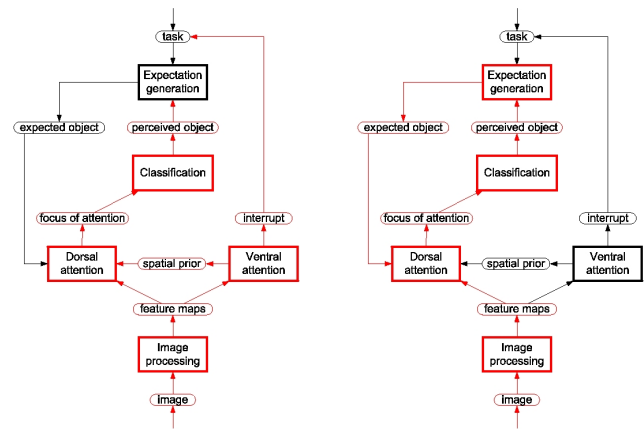 task
Expectation
generation
expected object
perceived object
Classification
focus of attention
interrupt
Dorsal
attention
spatial prior
Ventral
attention
feature maps
Image
processing
image
task
Expectation
generation
expected object
perceived object
Classification
focus of attention
interrupt
Dorsal
attention
spatial prior
Ventral
attention
feature maps
Image
processing
image